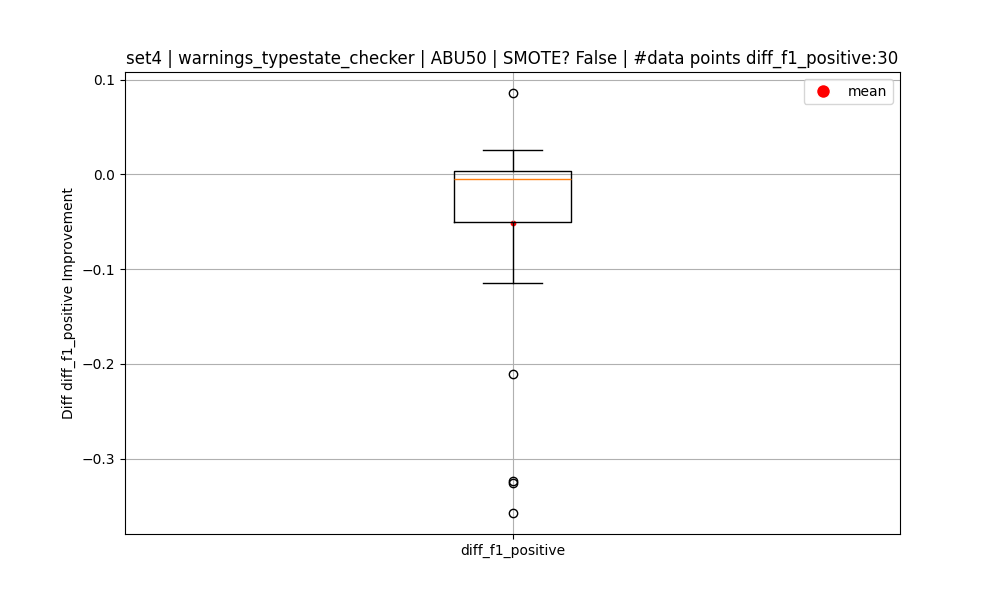 set4 | warnings_typestate_checker | ABU50 | SMOTE? False | #data points diff_f1_positive:30
mean
0.1
0.0
−0.1
−0.2
−0.3
Diff diff_f1_positive Improvement
diff_f1_positive